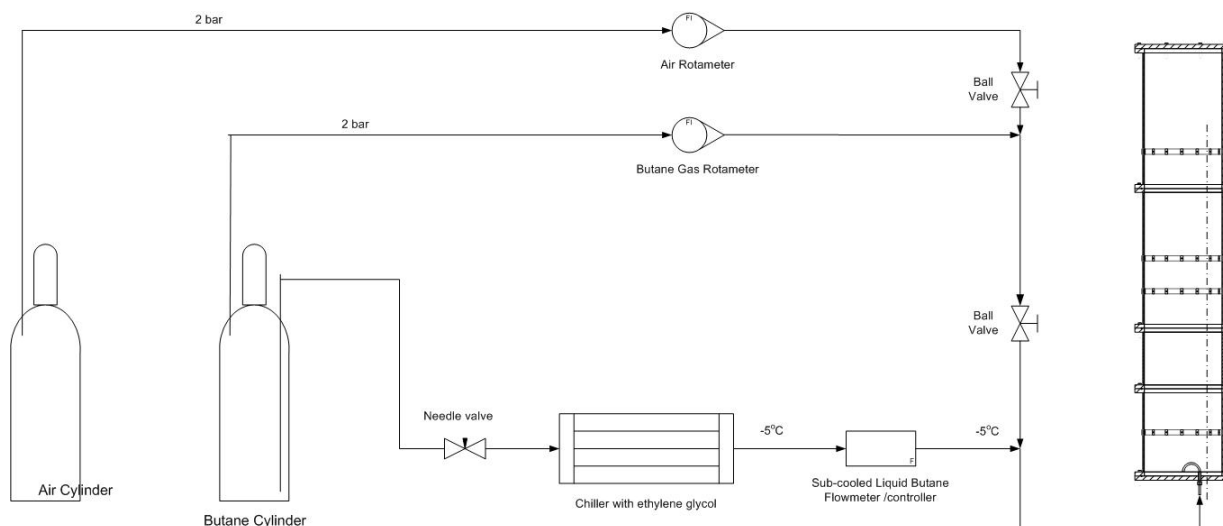 2 bar
FI
Air Rotameter
Ball
Valve
2 bar
FI
Butane Gas Rotameter
Ball
Valve
Needle valve
-5°C
-5°C
F
Sub-cooled Liquid Butane
Flowmeter /controller
Chiller with ethylene glycol
Air Cylinder
Butane Cylinder